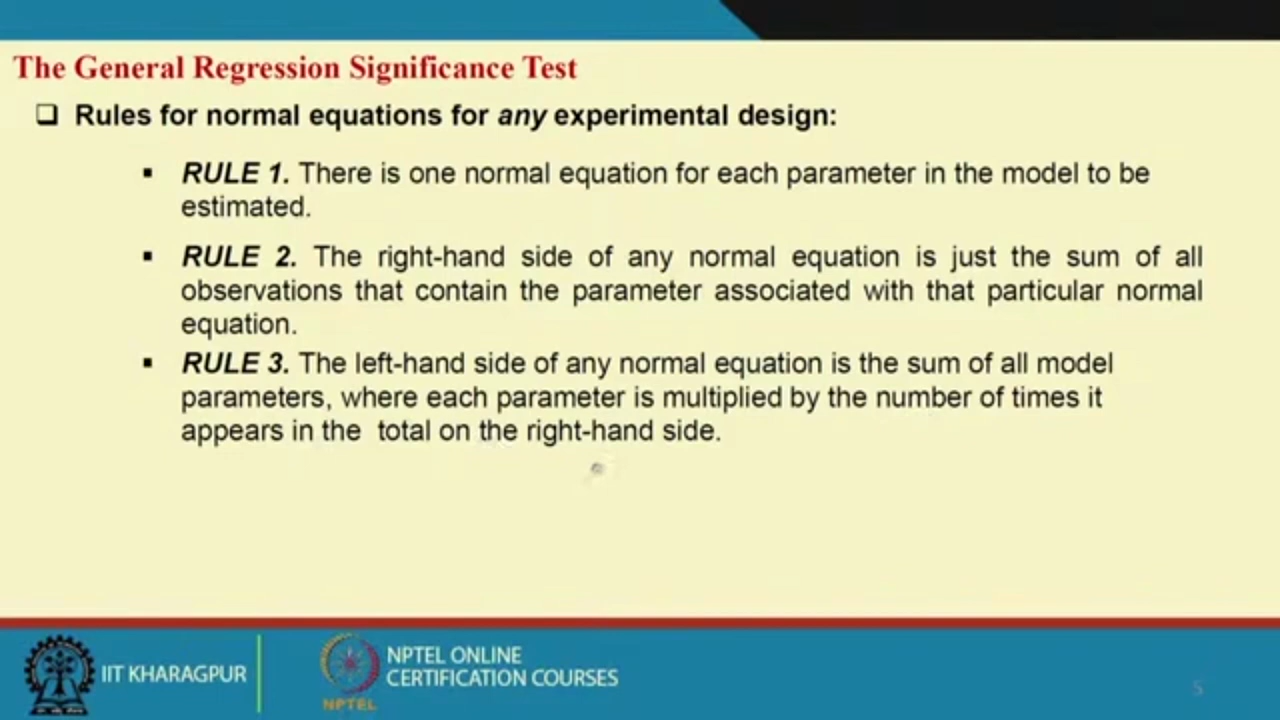 The General Regression Significance Test
❑ Rules for normal equations for any experimental design:
▪ RULE 1. There is one normal equation for each parameter in the model to be
estimated.
▪ RULE 2. The right-hand side of any normal equation is just the sum of all
observations that contain the parameter associated with that particular normal
equation.
▪ RULE 3. The left-hand side of any normal equation is the sum of all model
parameters, where each parameter is multiplied by the number of times it
appears in the total on the right-hand side.
IIT KHARAGPUR
NPTEL
NPTEL ONLINE
CERTIFICATION COURSES
5